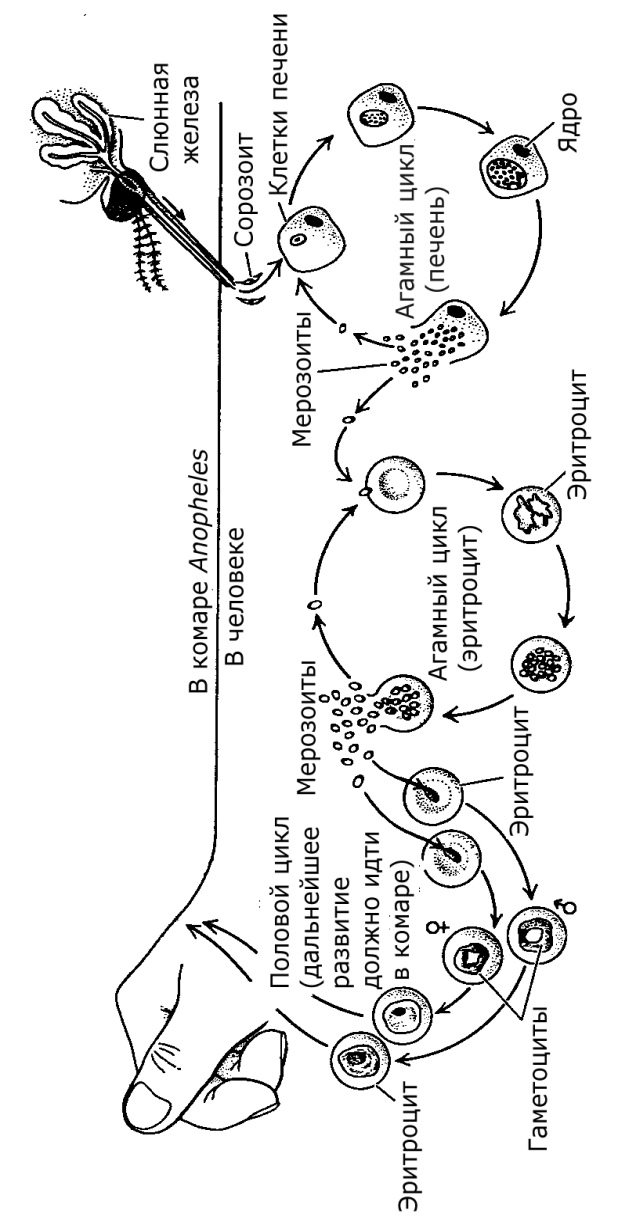 В комаре Anopheles
В человеке
Слюнная
железа
Сорозоит
Клетки печени
Агамный цикл
(печень)
Ядро
Мерозоиты
Эритроцит
Агамный цикл
(эритроцит)
Мерозоиты
Эритроцит
Половой цикл
(дальнейшее
развитие
должно идти
в комаре)
♀
♂
Гаметоциты
Эритроцит